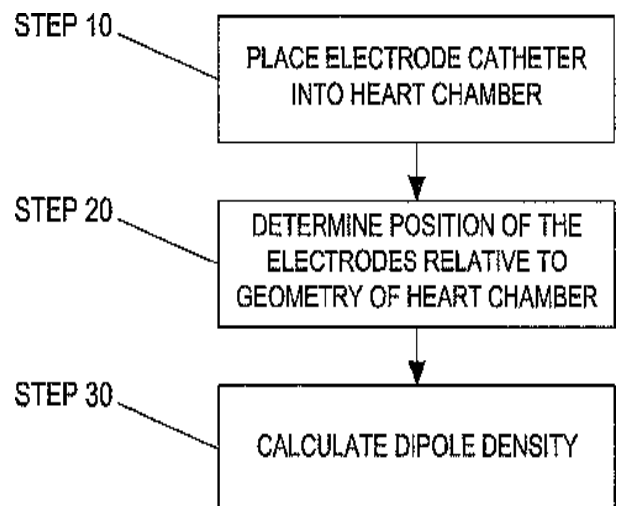 STEP 10
PLACE ELECTRODE CATHETER
INTO HEART CHAMBER
STEP 20
DETERMINE POSITION OF THE
ELECTRODES RELATIVE TO
GEOMETRY OF HEART CHAMBER
STEP 30
CALCULATE DIPOLE DENSITY